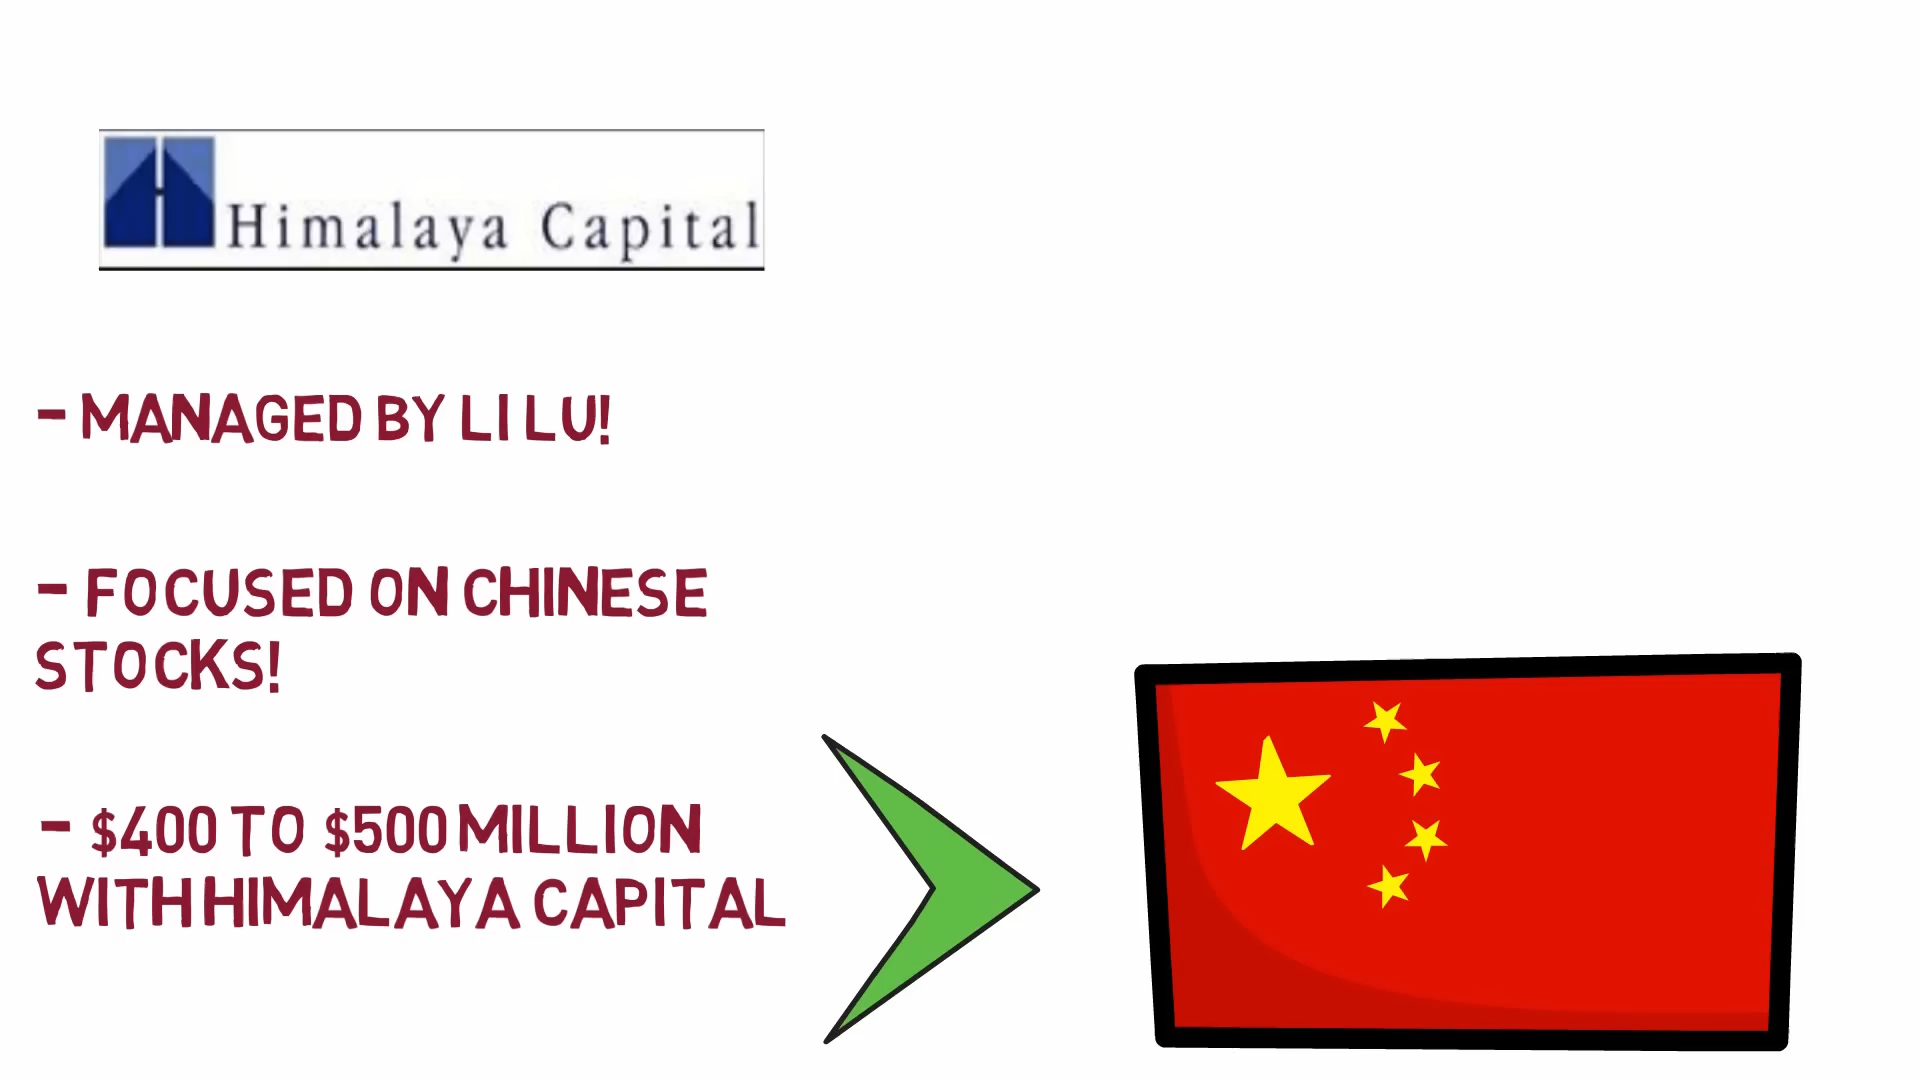 Himalaya Capital
- MANAGED BY LI LU!
- FOCUSED ON CHINESE
STOCKS!
- $400 TO $500 MILLION
WITH HIMALAYA CAPITAL